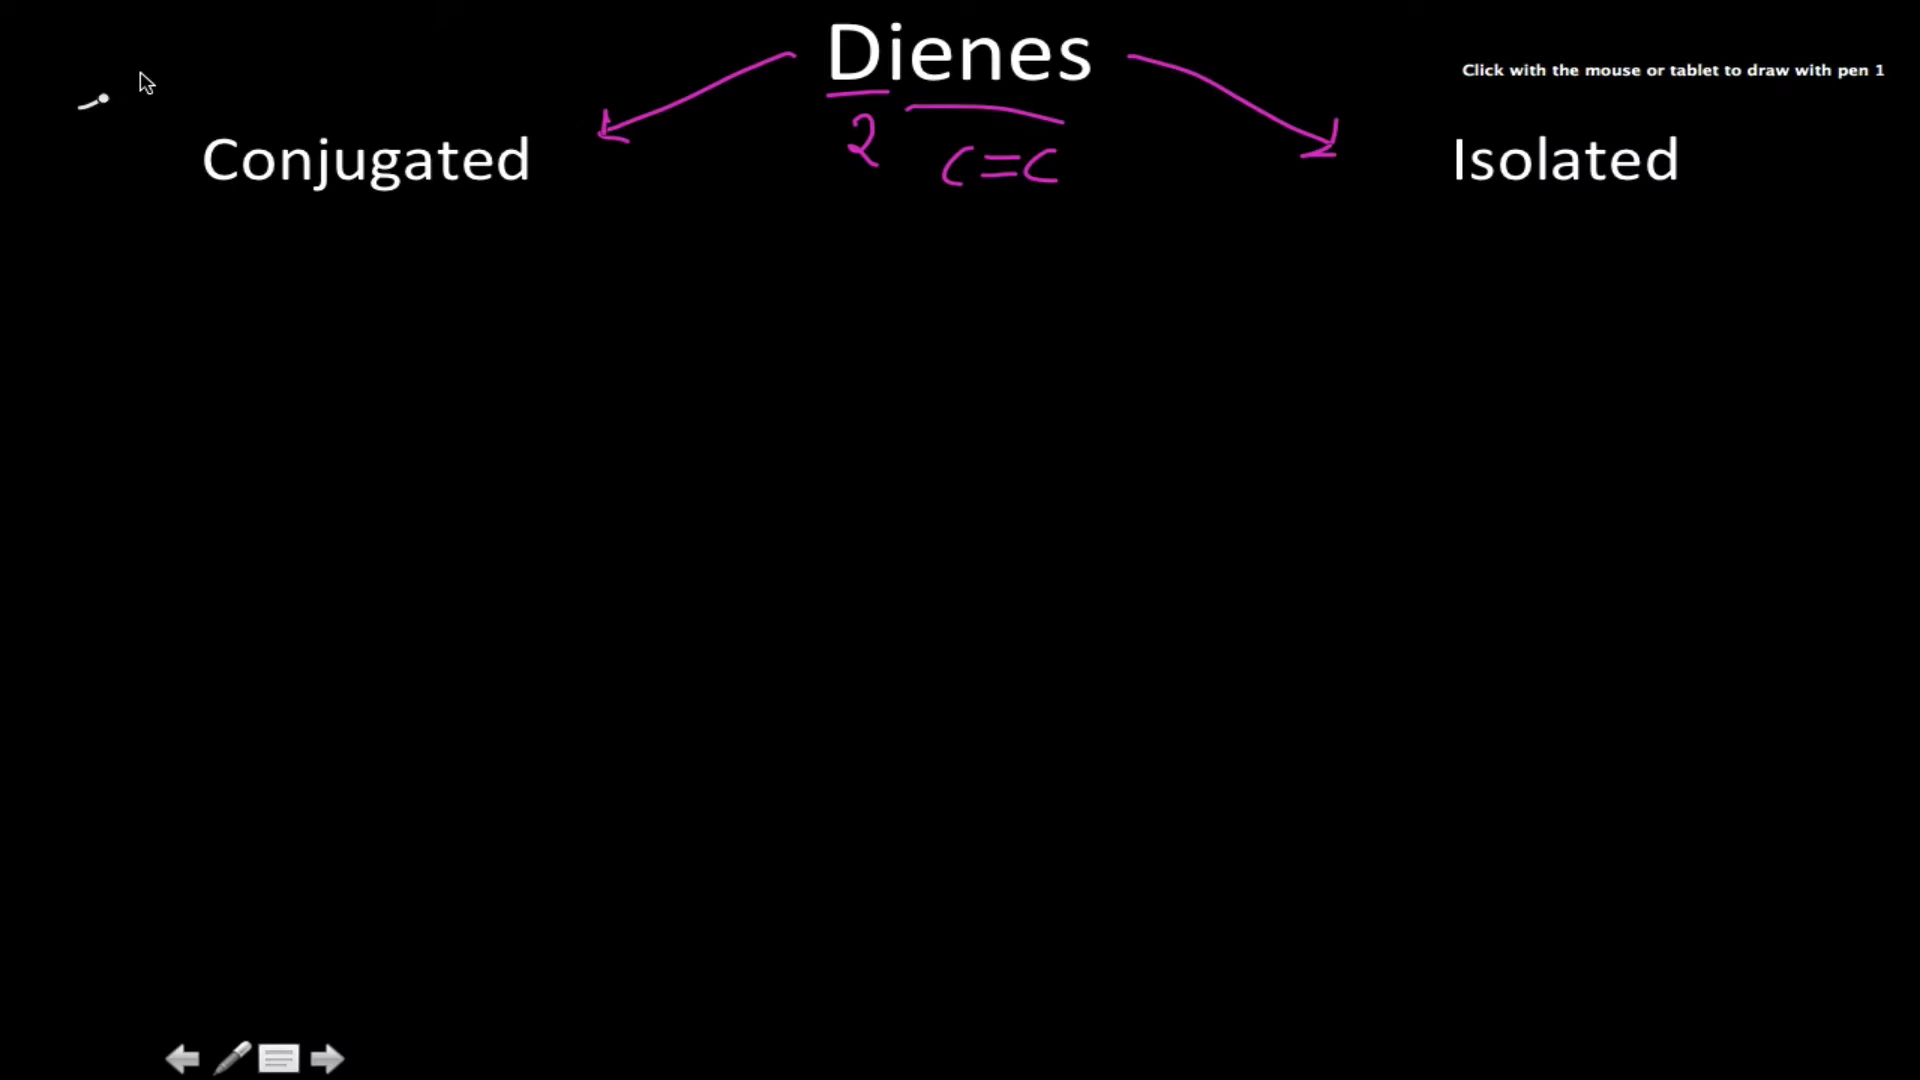 Dienes
Click with the mouse or tablet to draw with pen 1
2 C=C
Conjugated
Isolated